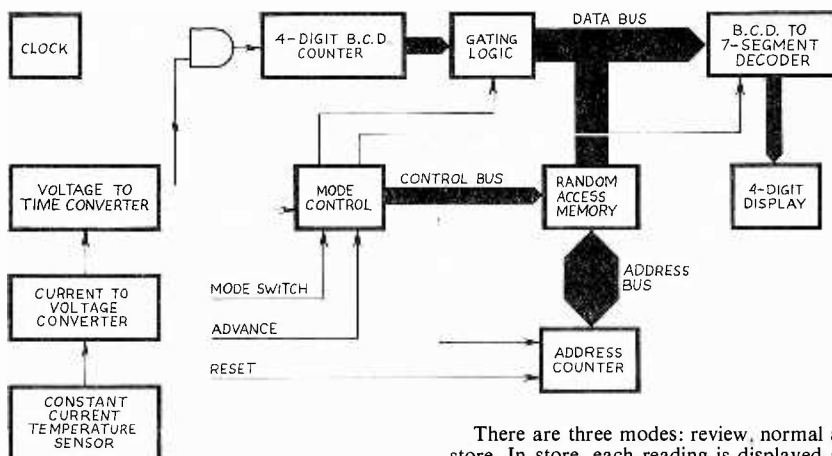 CLOCK
4-DIGIT B.C.D
COUNTER
GATING
LOGIC
DATA BUS
B.C.D. TO
7-SEGMENT
DECODER
VOLTAGE TO
TIME CONVERTER
MODE
CONTROL
CONTROL BUS
RANDOM
ACCESS
MEMORY
4-DIGIT
DISPLAY
CURRENT TO
VOLTAGE
CONVERTER
MODE SWITCH
ADVANCE
RESET
ADDRESS
BUS
ADDRESS
COUNTER
CONSTANT
CURRENT
TEMPERATURE
SENSOR
There are three modes: review, normal
store. In store, each reading is displayed